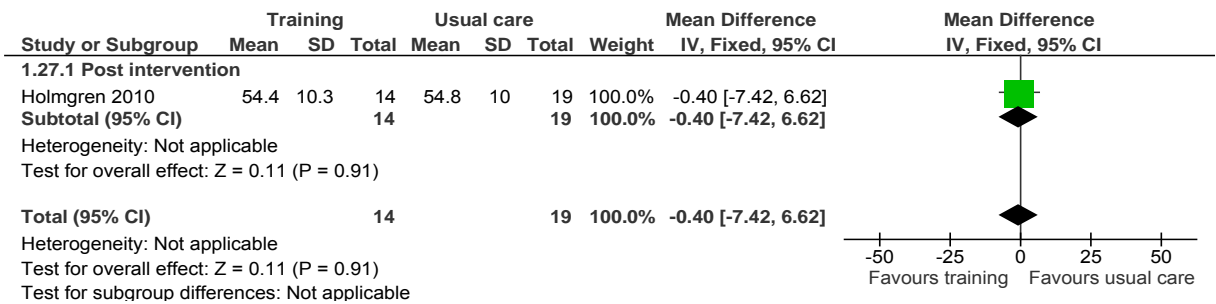 Training Usual care Mean Difference Mean Difference
Study or Subgroup Mean SD Total Mean SD Total Weight IV, Fixed, 95% CI IV, Fixed, 95% CI
1.27.1 Post intervention
Holmgren 2010 54.4 10.3 14 54.8 10 19 100.0% -0.40 [-7.42, 6.62]
Subtotal (95% CI) 14 19 100.0% -0.40 [-7.42, 6.62]
Heterogeneity: Not applicable
Test for overall effect: Z = 0.11 (P = 0.91)
Total (95% CI) 14 19 100.0% -0.40 [-7.42, 6.62]
Heterogeneity: Not applicable
Test for overall effect: Z = 0.11 (P = 0.91)
Test for subgroup differences: Not applicable
-50 -25 0 25 50
Favours training Favours usual care